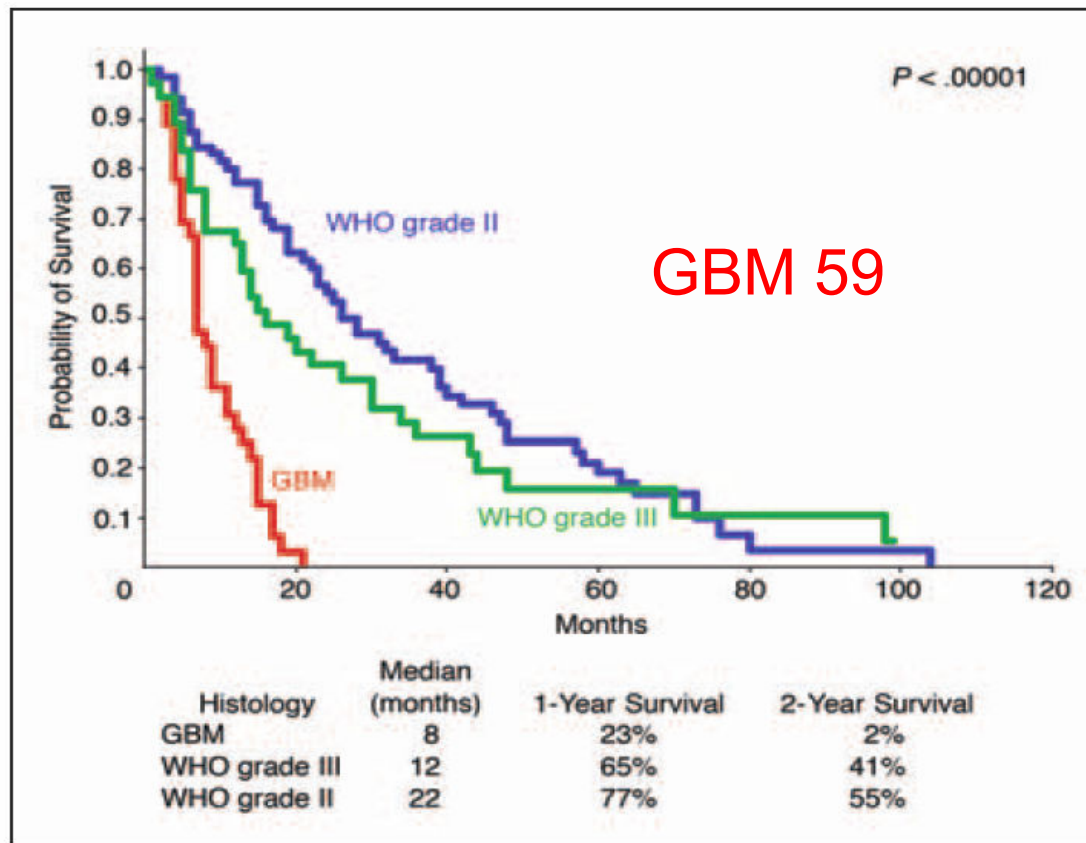 P < .00001
Probability of Survival
1.0
0.9
0.8
0.7
0.6
0.5
0.4
0.3
0.2
0.1
WHO grade II
GBM 59
GBM
WHO grade III
0 20 40 60 80 100 120
Months
Histology Median (months) 1-Year Survival 2-Year Survival
GBM 8 23% 2%
WHO grade III 12 65% 41%
WHO grade II 22 77% 55%